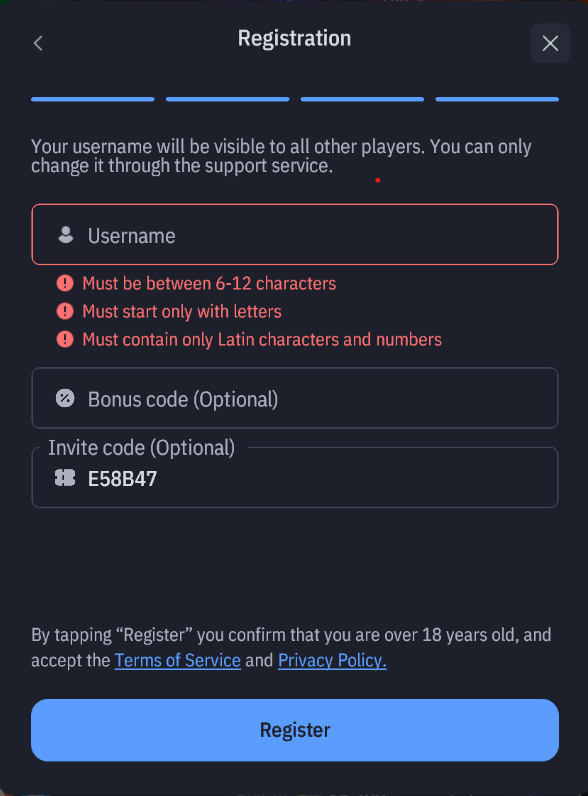 Registration
Your username will be visible to all other players. You can only
change it through the support service.
Username
Must be between 6-12 characters
Must start only with letters
Must contain only Latin characters and numbers
Bonus code (Optional)
Invite code (Optional)
E58B47
By tapping “Register” you confirm that you are over 18 years old, and
accept the Terms of Service and Privacy Policy.
Register